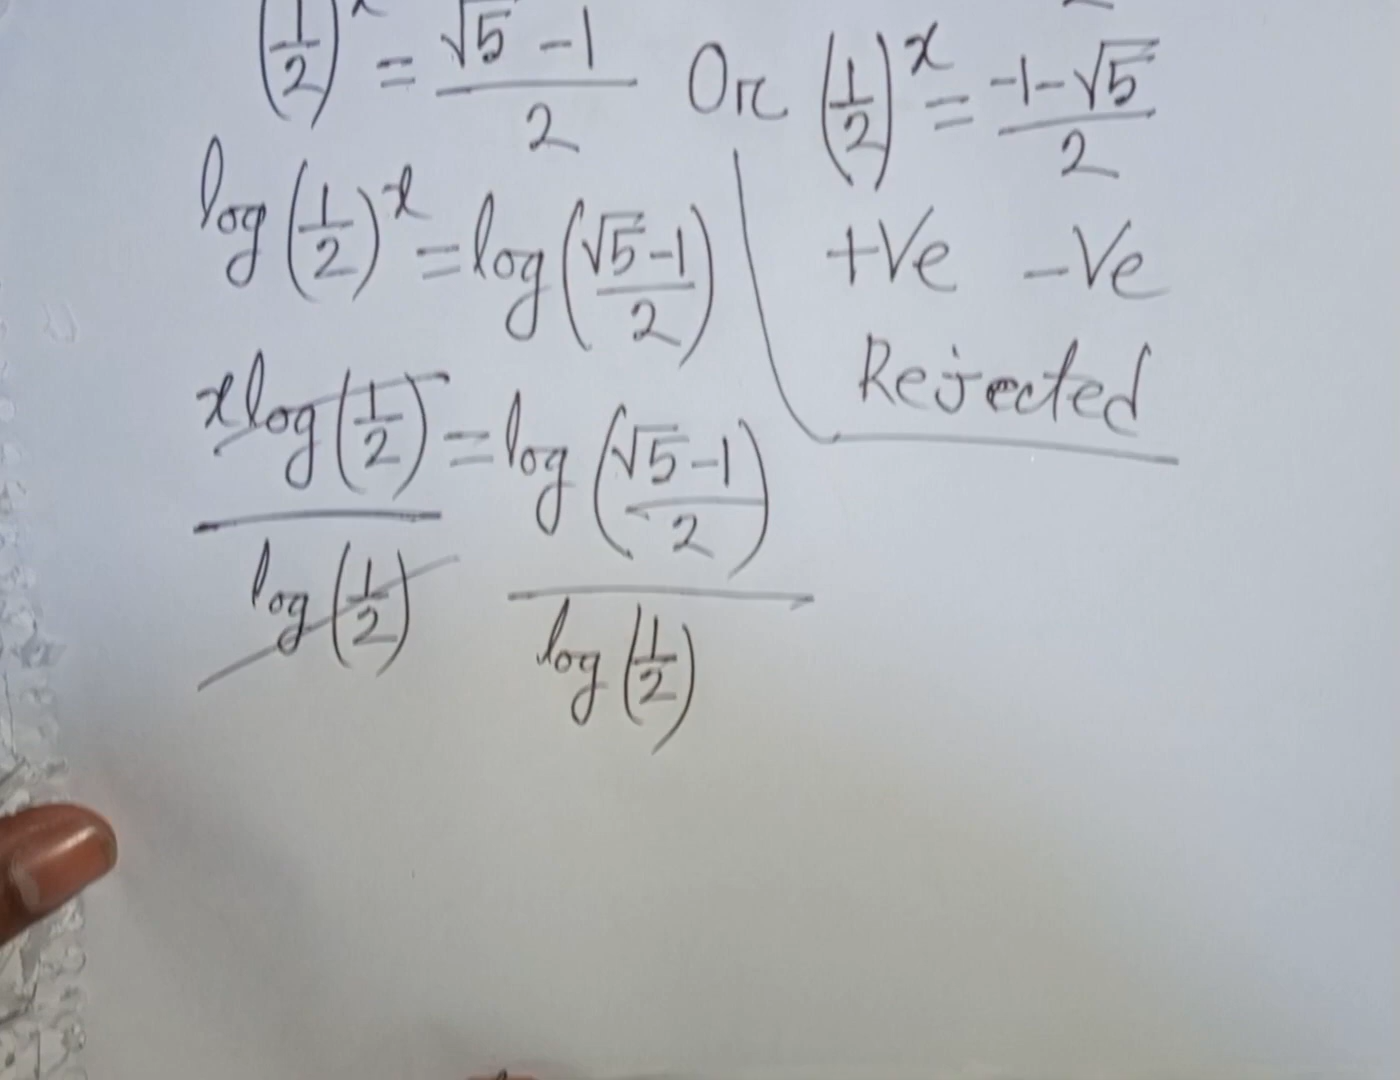 (1/2)^x = (√5 -1)/2 Or (1/2)^x = (-1-√5)/2
log(1/2)^x = log((√5-1)/2) +Ve -Ve
Rejected
xlog(1/2) = log((√5-1)/2)
log(1/2) log(1/2)